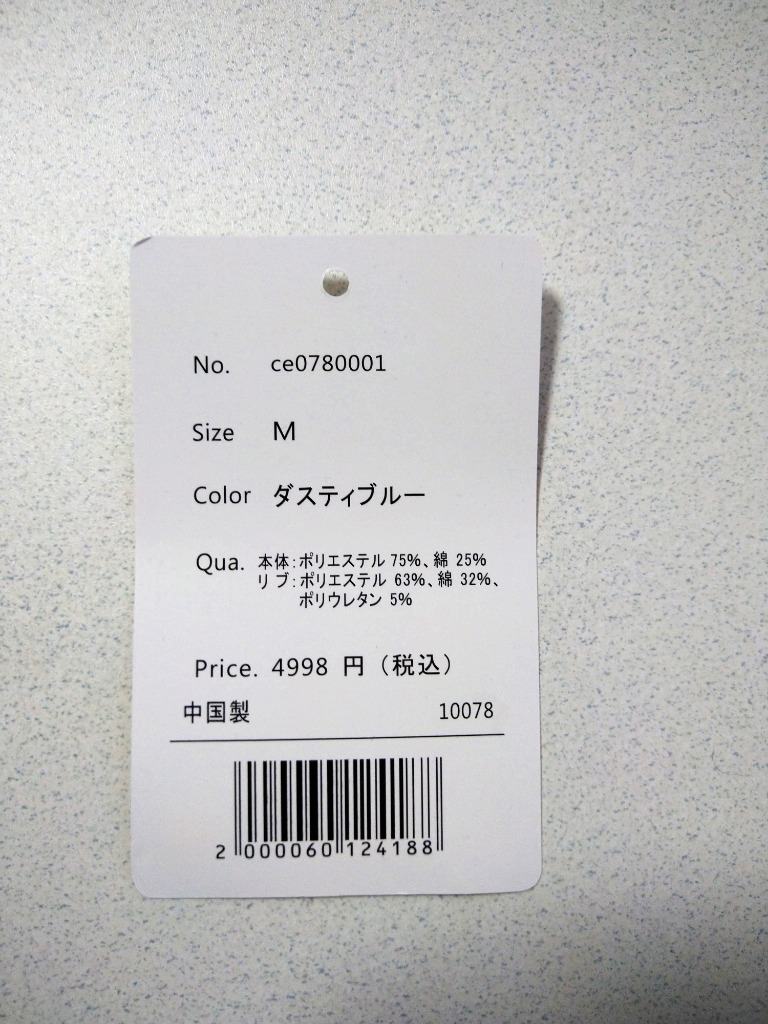 No. ce0780001
Size M
Color ダスティブルー
Qua. 本体：ポリエステル 75%、綿 25%
リブ：ポリエステル 63%、綿 32%、
ポリウレタン 5%
Price. 4998 円（税込）
中国製 10078
2 000060 124188